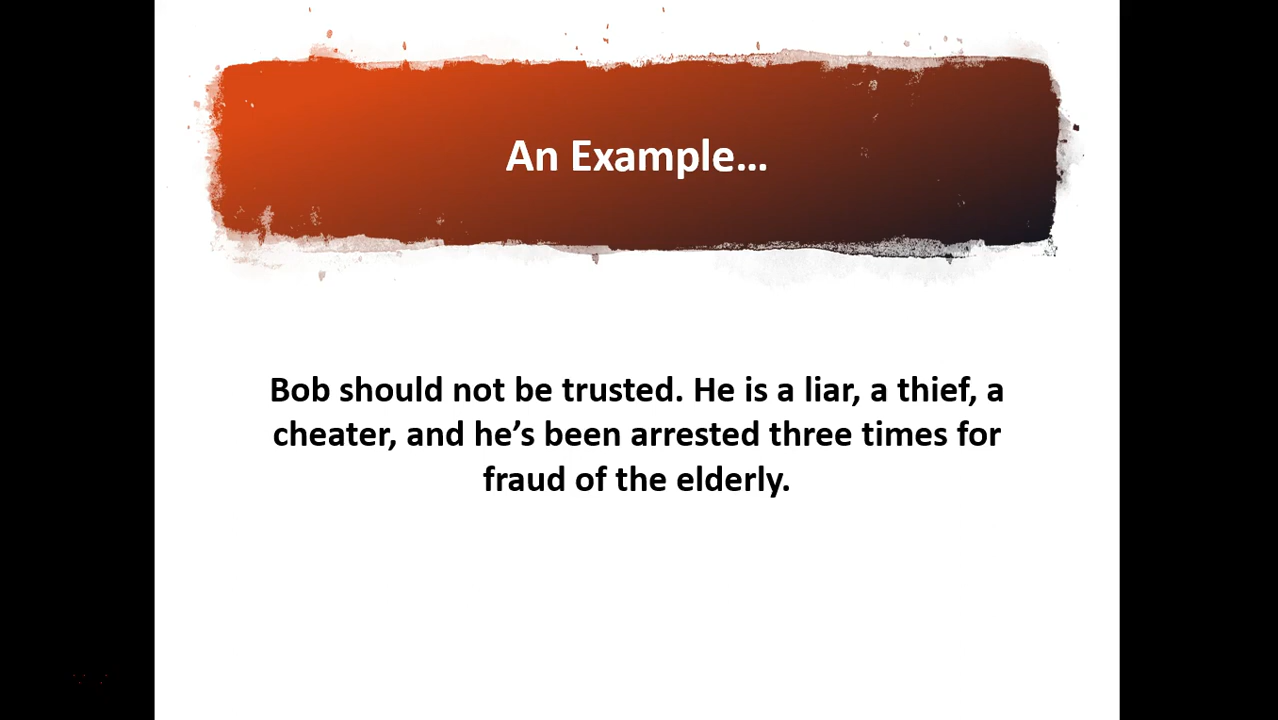 An Example…
Bob should not be trusted. He is a liar, a thief, a
cheater, and he’s been arrested three times for
fraud of the elderly.